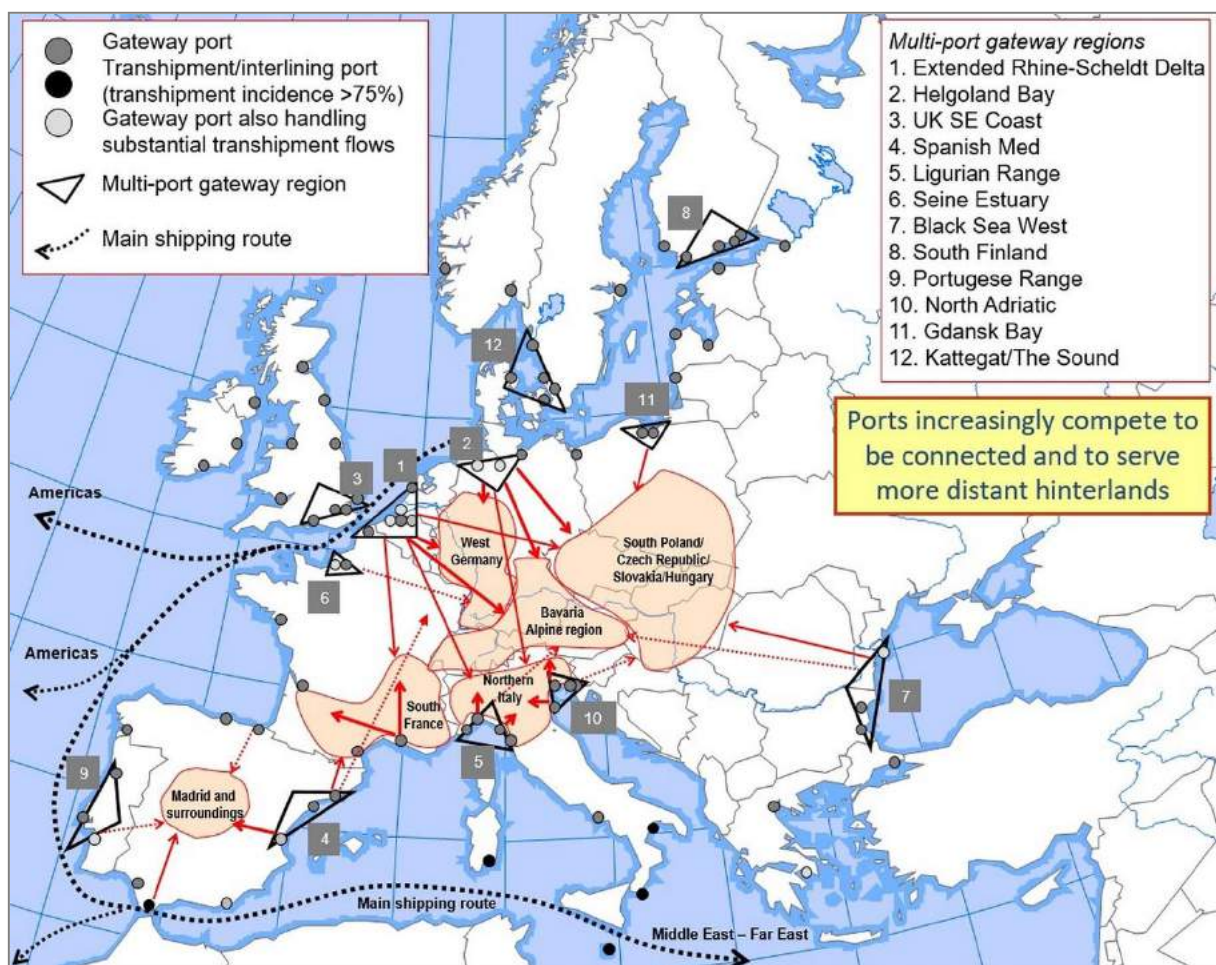 Gateway port
Transhipment/interlining port
(transhipment incidence >75%)
Gateway port also handling
substantial transhipment flows
Multi-port gateway region
Main shipping route
Multi-port gateway regions
1. Extended Rhine-Scheldt Delta
2. Helgoland Bay
3. UK SE Coast
4. Spanish Med
5. Ligurian Range
6. Seine Estuary
7. Black Sea West
8. South Finland
9. Portugese Range
10. North Adriatic
11. Gdansk Bay
12. Kattegat/The Sound
Ports increasingly compete to
be connected and to serve
more distant hinterlands
8
12
11
2
1
3
Americas
West
Germany
South Poland/
Czech Republic/
Slovakia/Hungary
6
Bavaria
Alpine region
Americas
Northern
Italy
South
France
7
10
5
9
Madrid and
surroundings
4
Main shipping route
Middle East – Far East